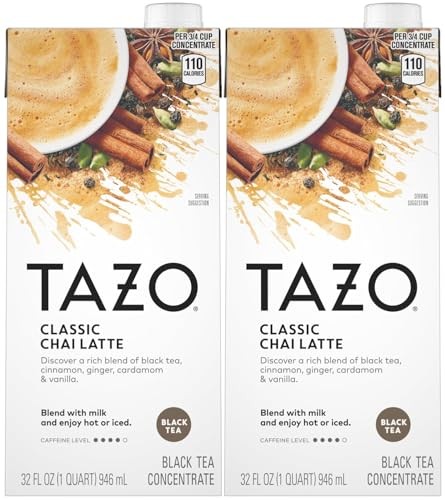 PER 3/4 CUP
CONCENTRATE
110
CALORIES
SERVING
SUGGESTION
TAZO®
CLASSIC
CHAI LATTE
Discover a rich blend of black tea,
cinnamon, ginger, cardamom
& vanilla.
Blend with milk
and enjoy hot or iced.
BLACK
TEA
CAFFEINE LEVEL
32 FL OZ (1 QUART) 946 mL
BLACK TEA
CONCENTRATE
PER 3/4 CUP
CONCENTRATE
110
CALORIES
SERVING
SUGGESTION
TAZO®
CLASSIC
CHAI LATTE
Discover a rich blend of black tea,
cinnamon, ginger, cardamom
& vanilla.
Blend with milk
and enjoy hot or iced.
BLACK
TEA
CAFFEINE LEVEL
32 FL OZ (1 QUART) 946 mL
BLACK TEA
CONCENTRATE